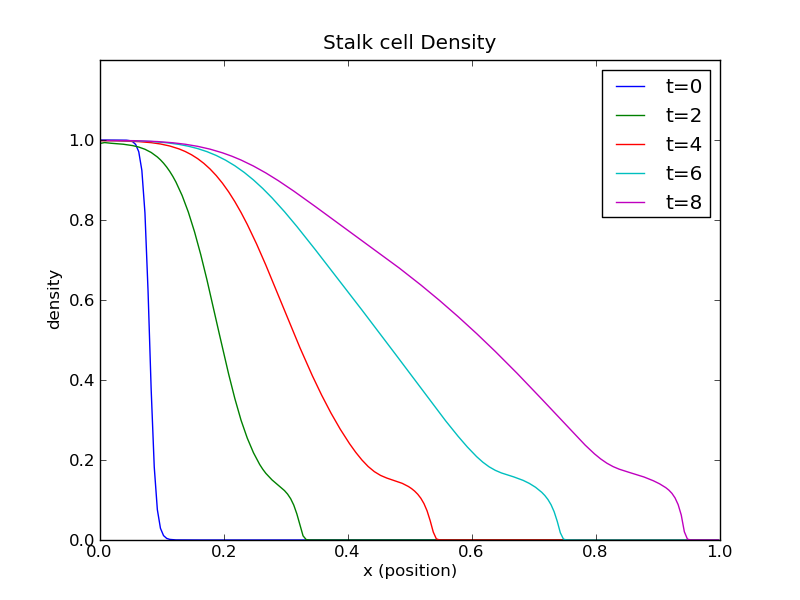 Stalk cell Density
t=0
t=2
t=4
t=6
t=8
1.0
0.8
0.6
0.4
0.2
0.0
density
0.0 0.2 0.4 0.6 0.8 1.0
x (position)